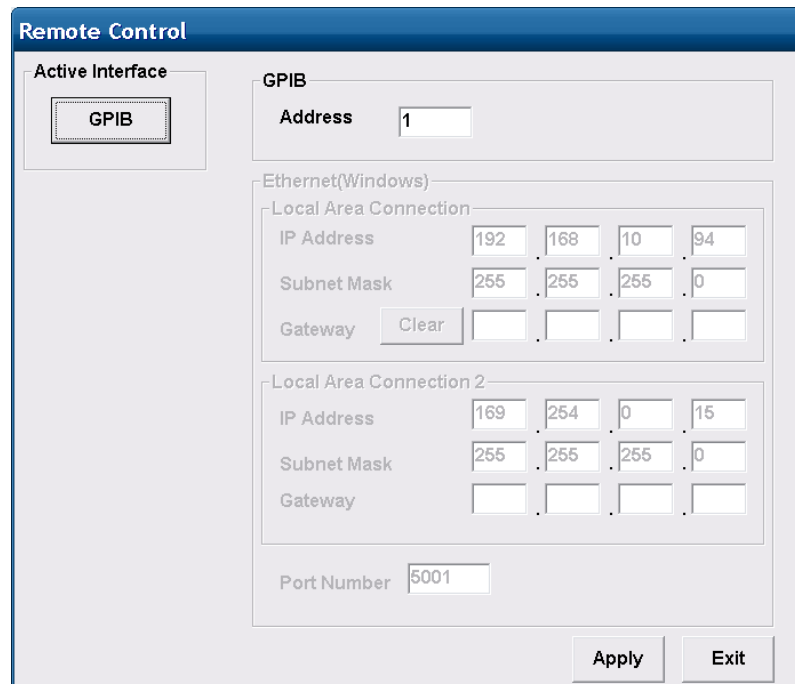 Remote Control
Active Interface
GPIB
GPIB
Address 1
Ethernet(Windows)
Local Area Connection
IP Address 192 . 168 . 10 . 94
Subnet Mask 255 . 255 . 255 . 0
Gateway Clear . . .
Local Area Connection 2
IP Address 169 . 254 . 0 . 15
Subnet Mask 255 . 255 . 255 . 0
Gateway . . .
Port Number 5001
Apply Exit